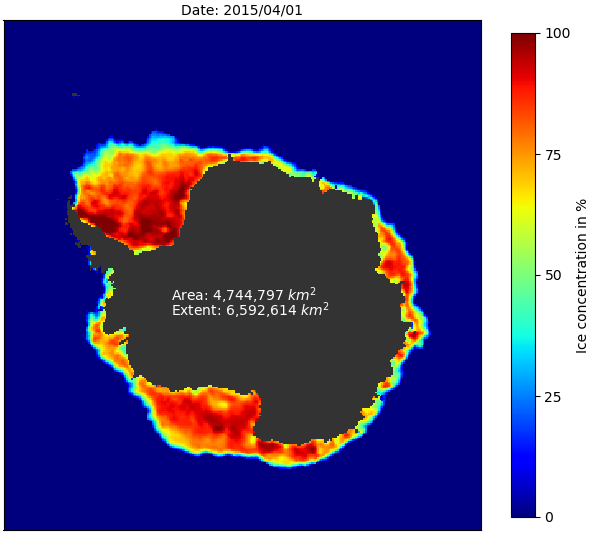 Date: 2015/04/01
100
75
50
25
0
Ice concentration in %
Area: 4,744,797 km²
Extent: 6,592,614 km²